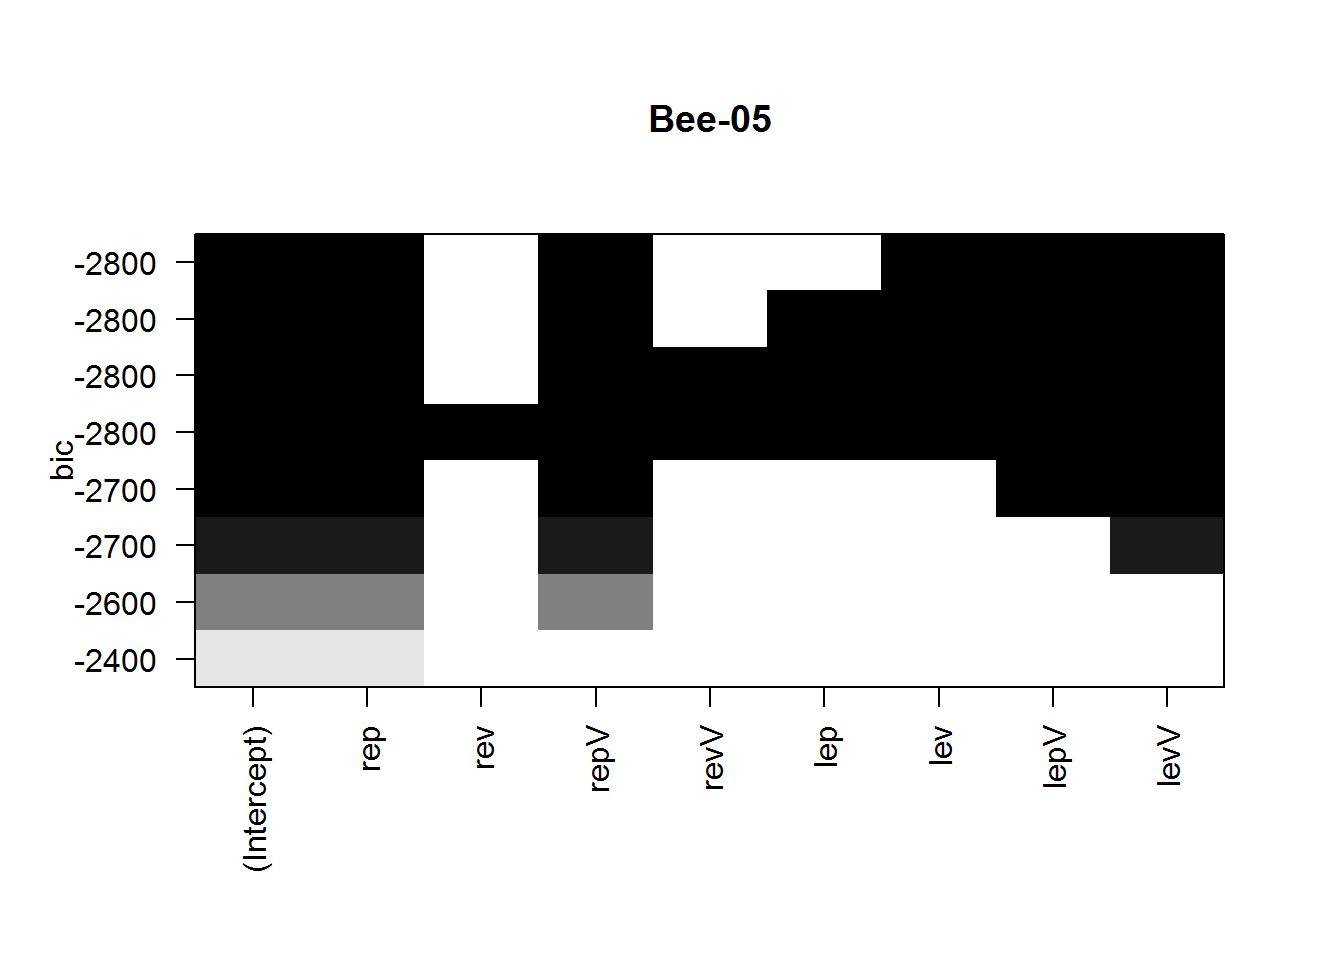 Bee-05
bic
-2800
-2800
-2800
-2800
-2700
-2700
-2600
-2400
(Intercept)
rep
rev
repV
revV
lep
lev
lepV
levV